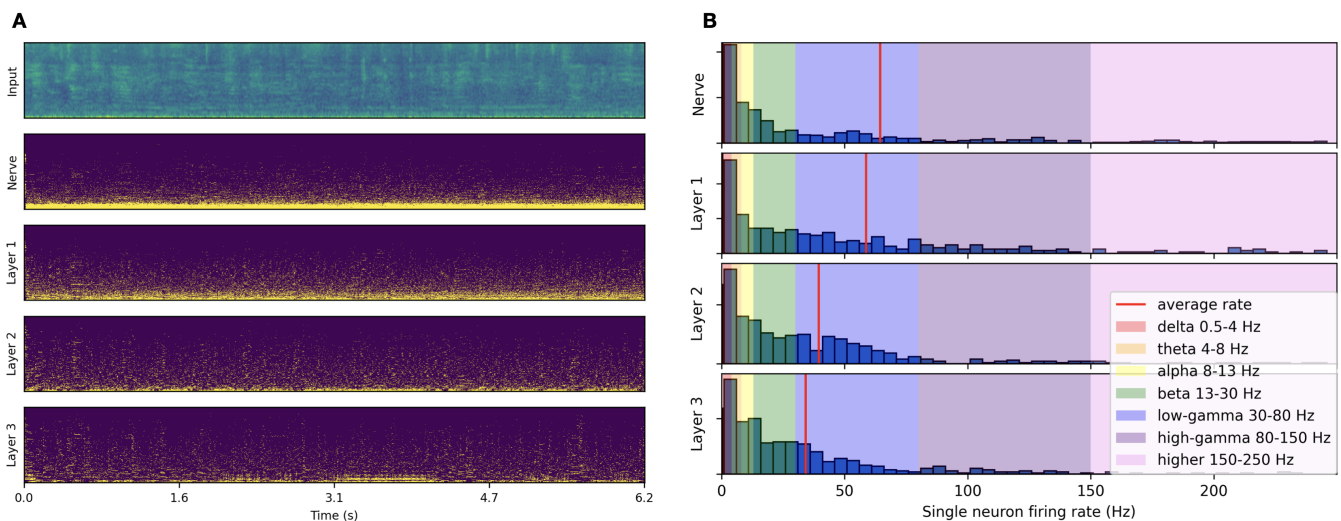 A
Input
Nerve
Layer 1
Layer 2
Layer 3
0.0 1.6 3.1 4.7 6.2
Time (s)
B
Nerve
Layer 1
Layer 2
Layer 3
average rate
delta 0.5-4 Hz
theta 4-8 Hz
alpha 8-13 Hz
beta 13-30 Hz
low-gamma 30-80 Hz
high-gamma 80-150 Hz
higher 150-250 Hz
0 50 100 150 200
Single neuron firing rate (Hz)